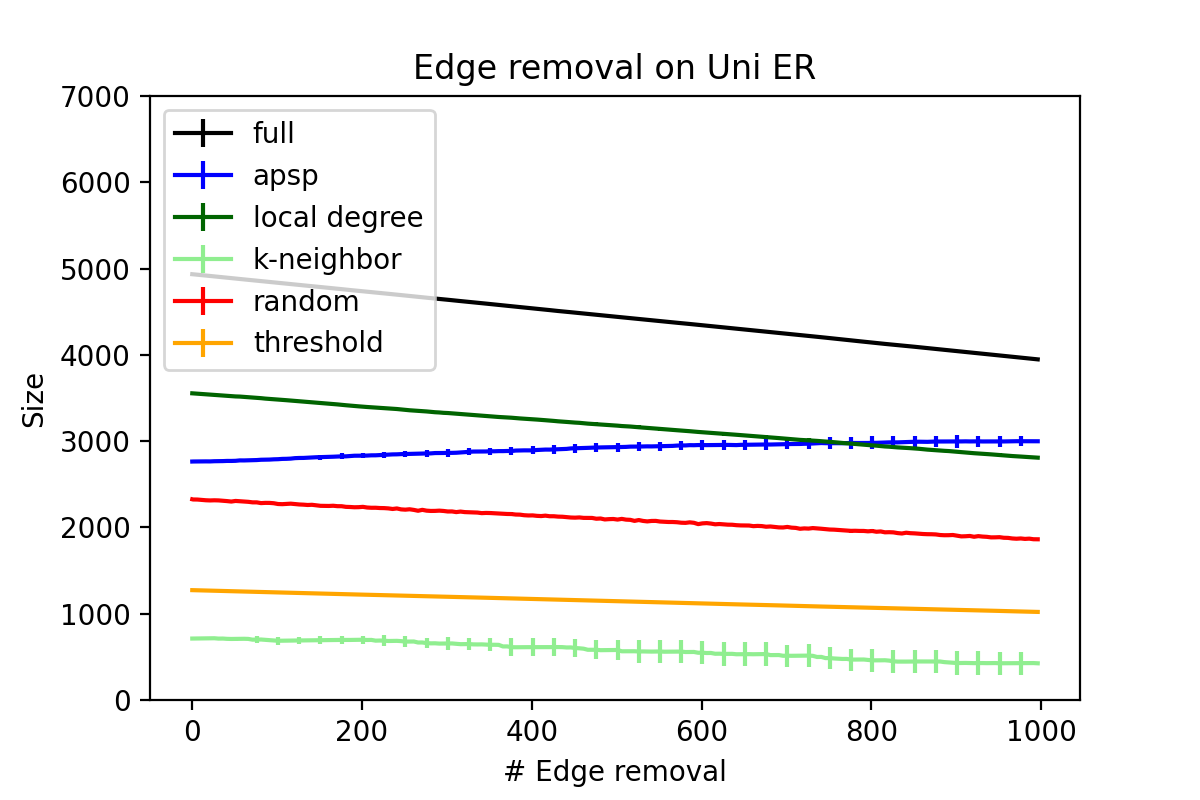 Edge removal on Uni ER
7000
6000
5000
4000
3000
2000
1000
0
Size
full
apsp
local degree
k-neighbor
random
threshold
0 200 400 600 800 1000
# Edge removal